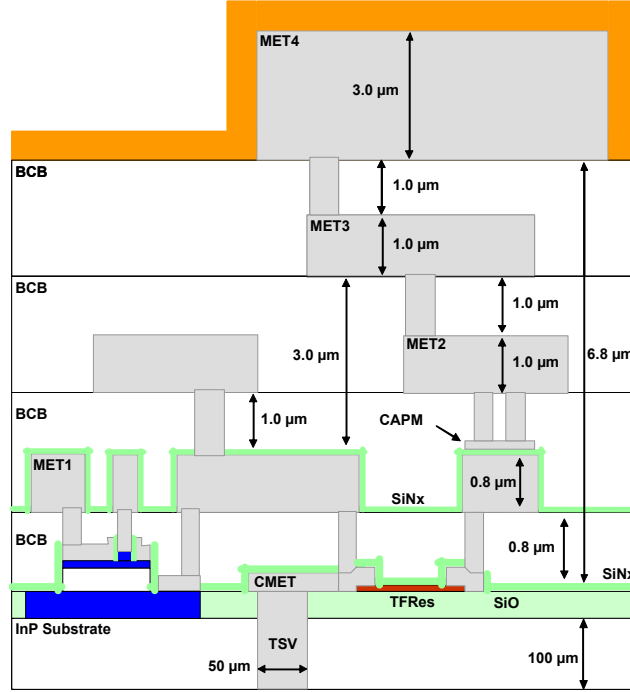 MET4
3.0 µm
BCB
1.0 µm
MET3
1.0 µm
BCB
1.0 µm
3.0 µm
6.8 µm
MET2
1.0 µm
BCB
1.0 µm
CAPM
MET1
0.8 µm
SiNx
BCB
0.8 µm
SiNx
CMET
TFRes
SiO
InP Substrate
TSV
50 µm
100 µm